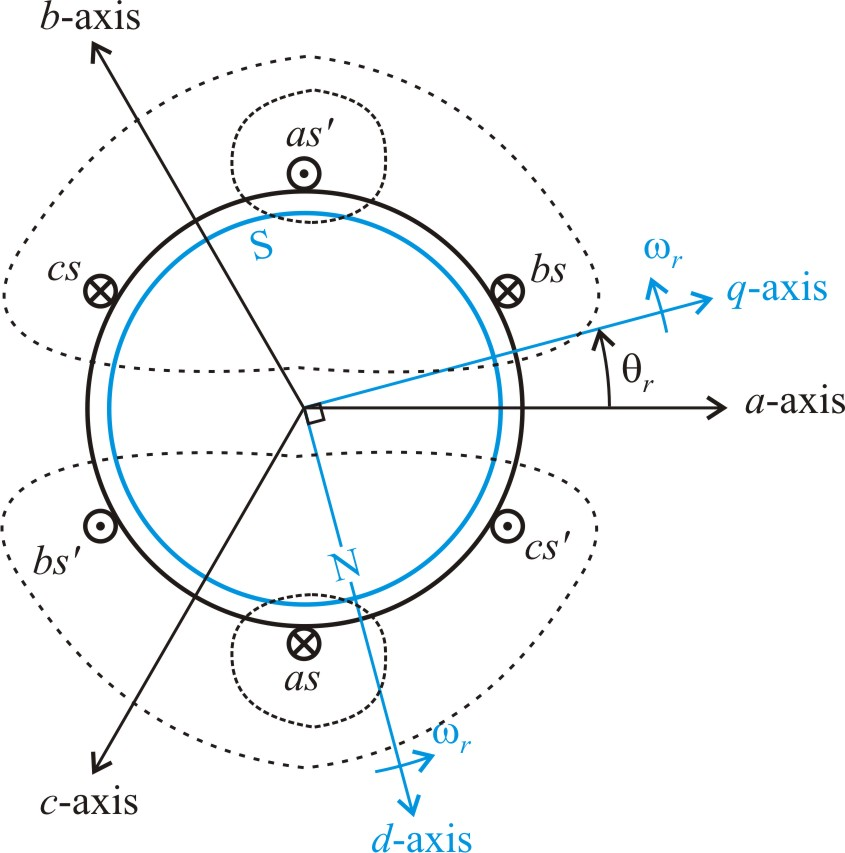 b-axis
as′
S
cs
bs
ωr
q-axis
θr
a-axis
bs′
cs′
N
as
ωr
c-axis
d-axis